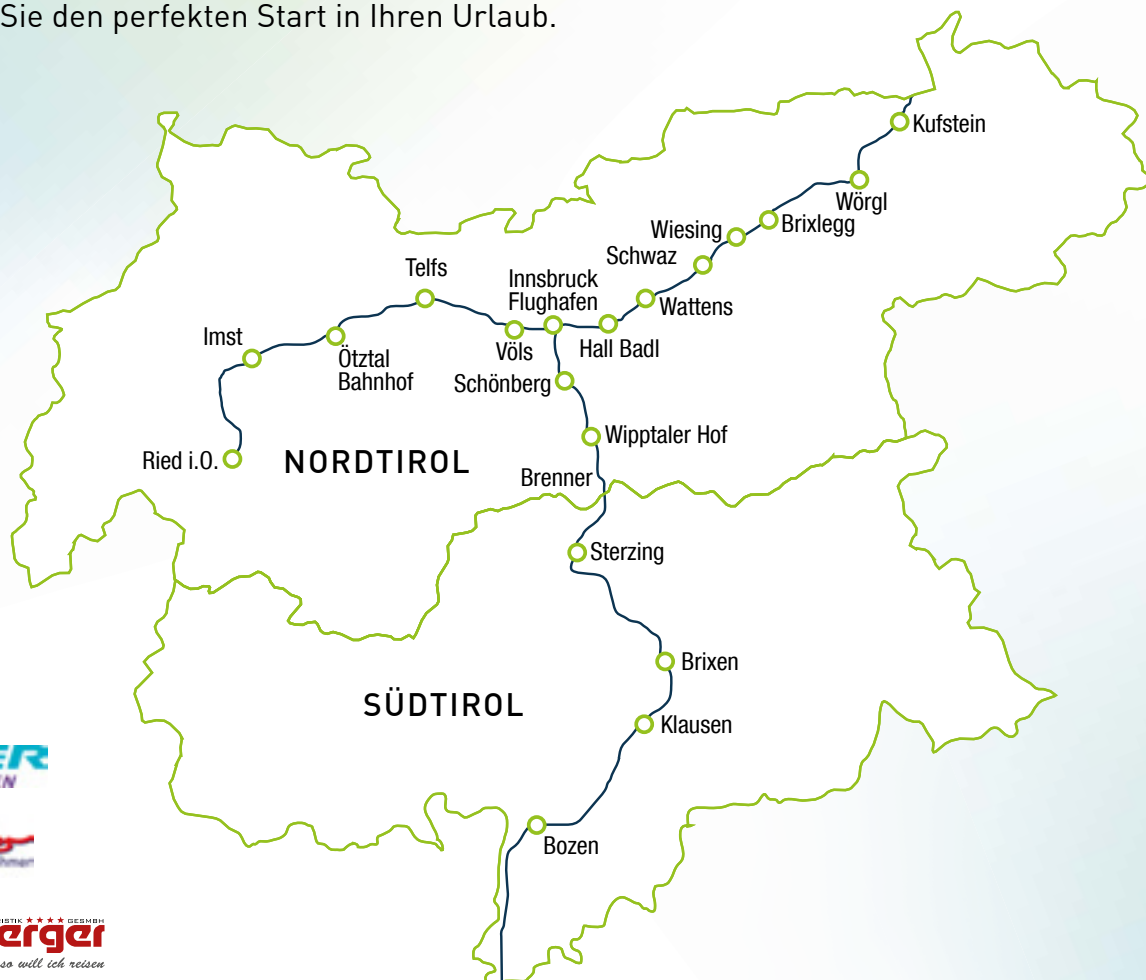 Sie den perfekten Start in Ihren Urlaub.
Kufstein
Wörgl
Brixlegg
Wiesing
Schwaz
Wattens
Telfs
Innsbruck
Flughafen
Hall Badl
Völs
Imst
Ötztal
Bahnhof
Schönberg
Wipptaler Hof
Ried i.O.
NORDTIROL
Brenner
Sterzing
Brixen
SÜDTIROL
Klausen
Bozen
ISTIK ★★★★ GESMBH
erger
so will ich reisen